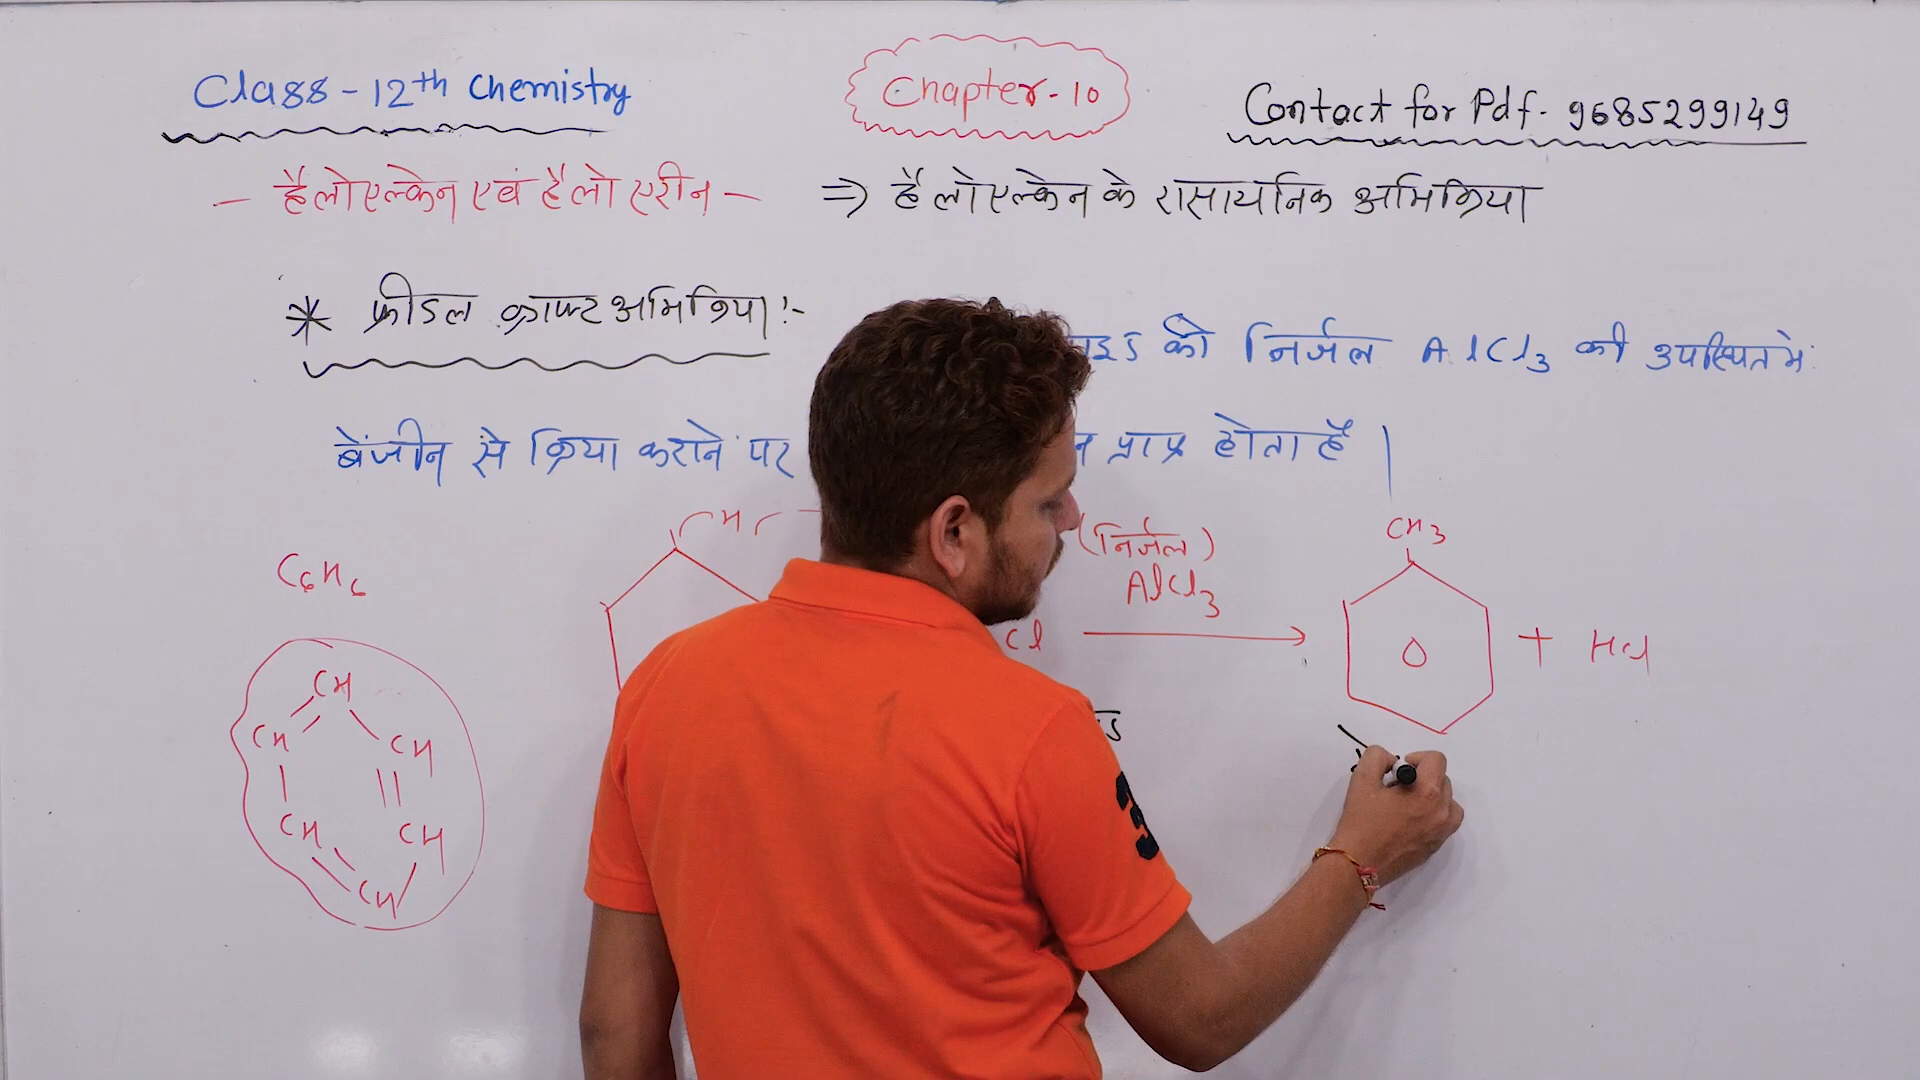 Class - 12th Chemistry
Chapter - 10
Contact for Pdf - 9685299149
- हैलोएल्केन एवं हैलोएरीन -
⇒ हैलोएल्केन के रासायनिक अभिक्रिया
* फ्रीडल क्राफ्ट अभिक्रिया :-
को निर्जल AlCl3 की उपस्थित में
बेंजीन से क्रिया कराने पर
प्राप्त होता है |
C6H6
CH
CH
CH
CH
CH
CH
(निर्जल)
AlCl3
Cl
CH3
+ HCl
3